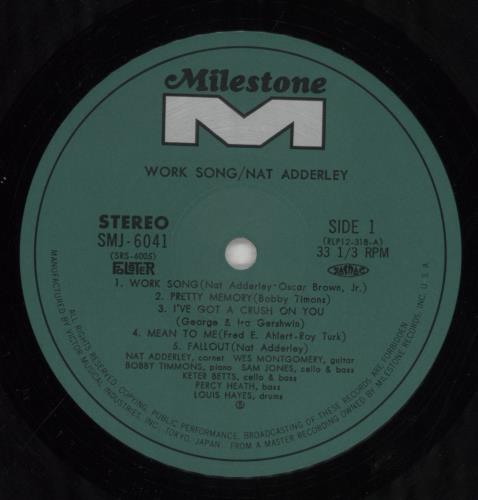 Milestone
M
WORK SONG/NAT ADDERLEY
STEREO
SMJ-6041
(SRS-6005)
SIDE 1
(RLP12-318-A)
33 1/3 RPM
JASRAC
1. WORK SONG(Nat Adderley-Oscar Brown, Jr.)
2. PRETTY MEMORY(Bobby Timons)
3. I'VE GOT A CRUSH ON YOU
(George & Ira Gershwin)
4. MEAN TO ME(Fred E. Ahlert-Roy Turk)
5. FALLOUT(Nat Adderley)
NAT ADDERLEY, cornet WES MONTGOMERY, guitar
BOBBY TIMMONS, piano SAM JONES, cello & bass
KETER BETTS, cello & bass
PERCY HEATH, bass
LOUIS HAYES, drums
MANUFACTURED BY VICTOR MUSICAL INDUSTRIES, INC., TOKYO, JAPAN. FROM A MASTER RECORDING OWNED BY MILESTONE RECORDS, INC. U.S.A.
ALL RIGHTS RESERVED. COPYING, PUBLIC PERFORMANCE, BROADCASTING OF THESE RECORDS ARE FORBIDDEN